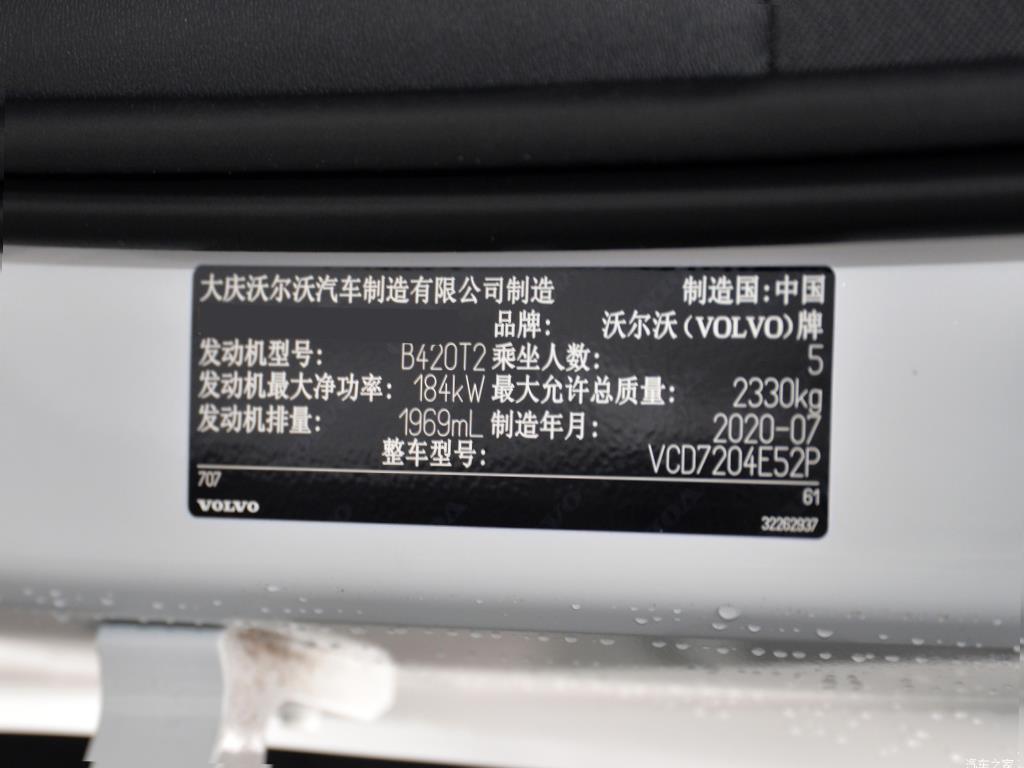 大庆沃尔沃汽车制造有限公司制造 制造国:中国
品牌: 沃尔沃(VOLVO)牌
发动机型号: B420T2 乘坐人数: 5
发动机最大净功率: 184kW 最大允许总质量: 2330kg
发动机排量: 1969mL 制造年月: 2020-07
整车型号: VCD7204E52P
707 61
VOLVO 32262937
汽车之家